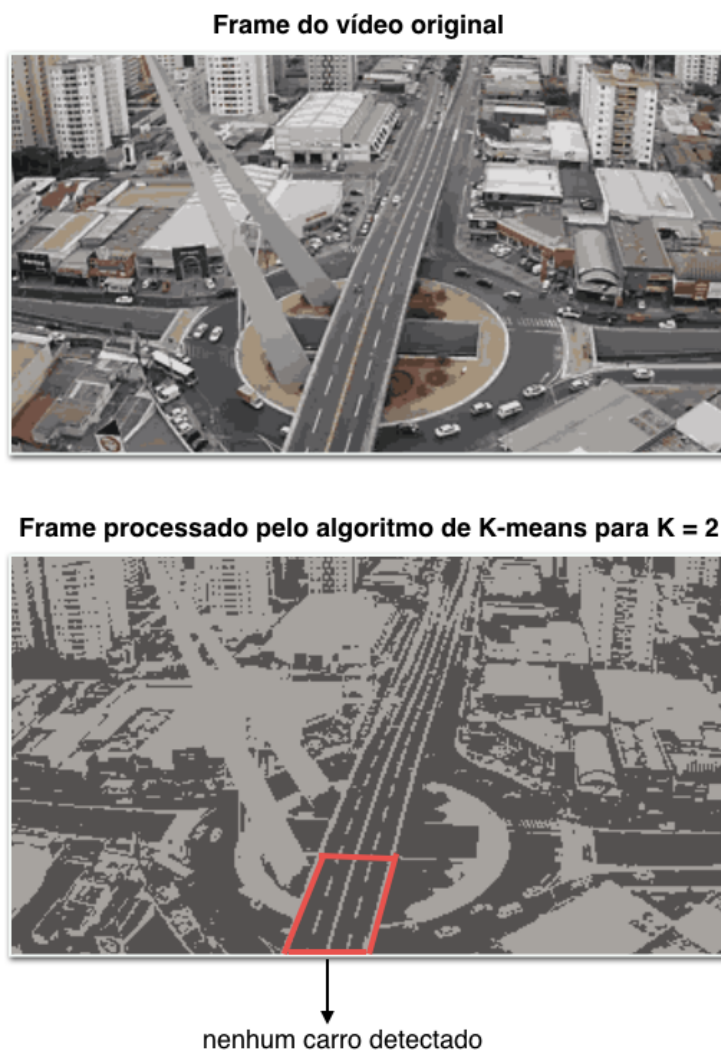 Frame do vídeo original
Frame processado pelo algoritmo de K-means para K = 2
nenhum carro detectado